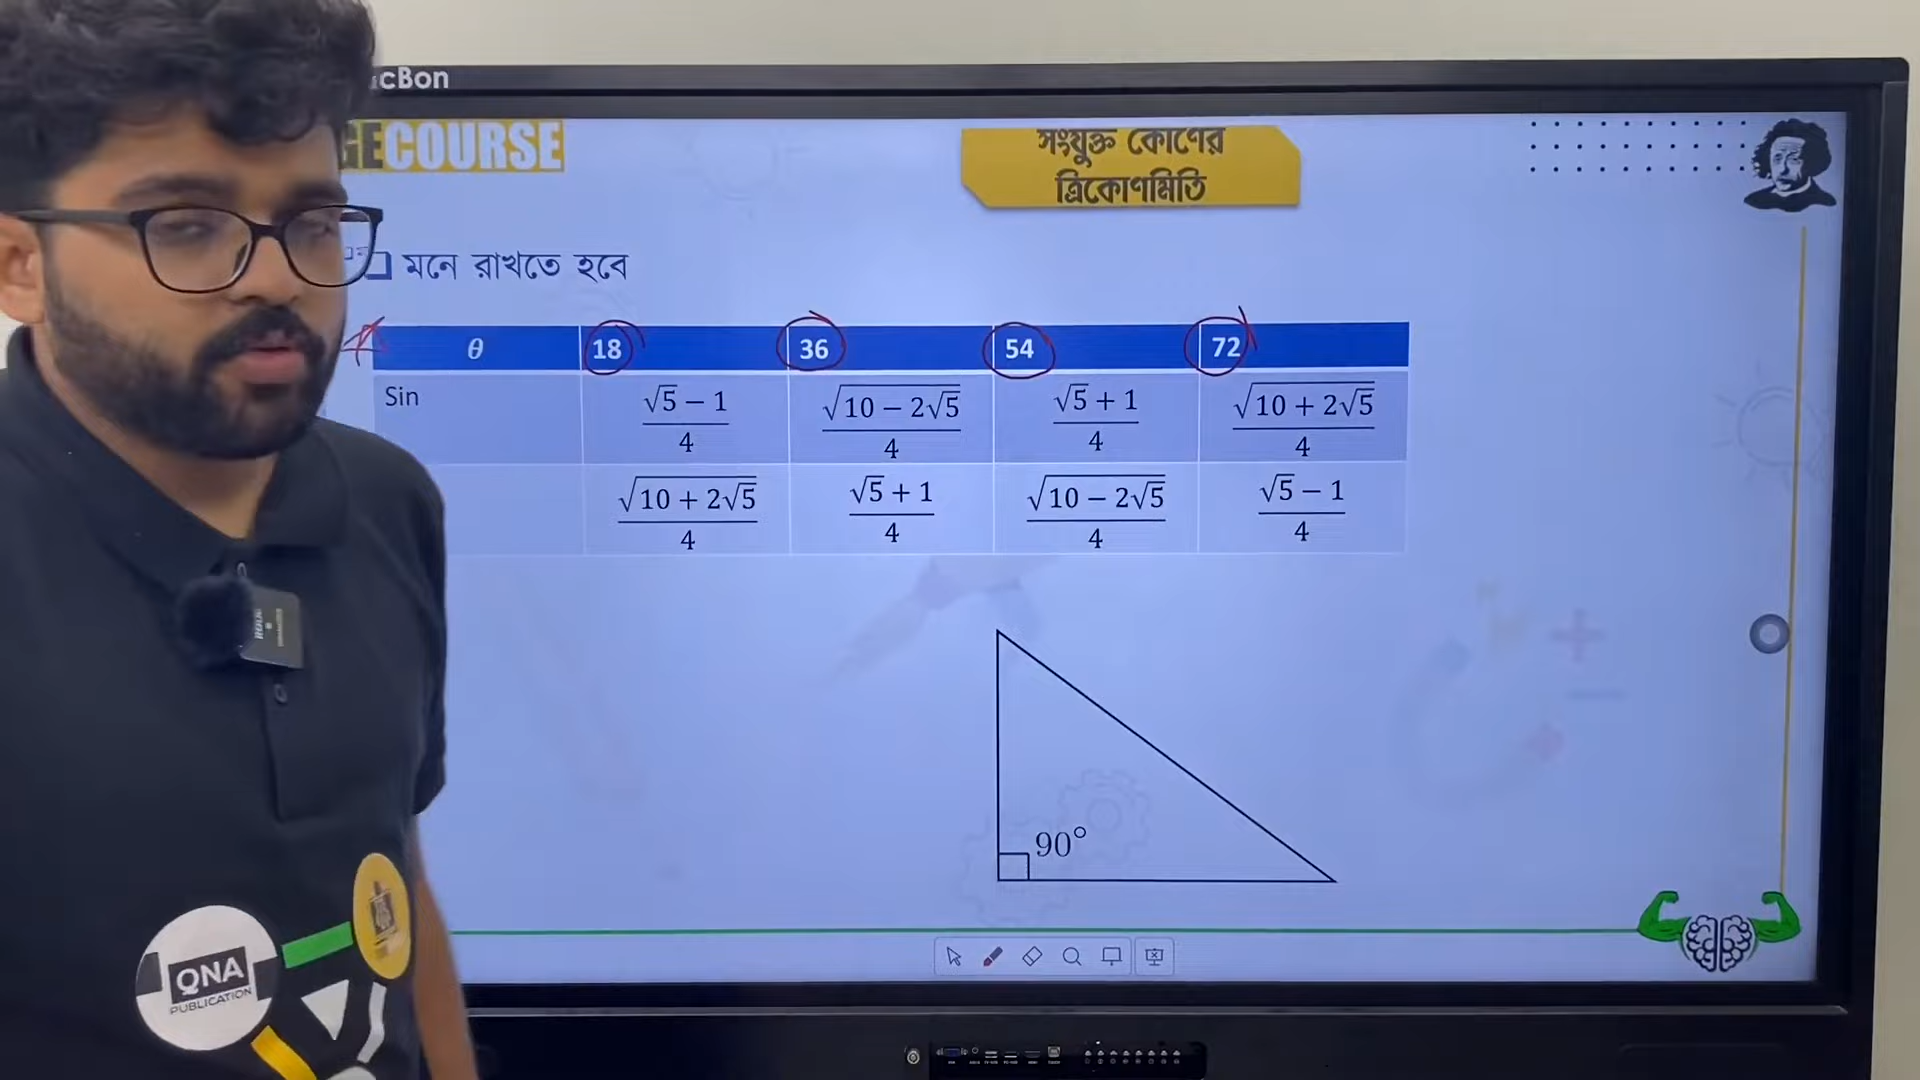 cBon
GECOURSE
সংযুক্ত কোণের
ত্রিকোণমিতি
❑ মনে রাখতে হবে
θ 18 36 54 72
Sin (√5 − 1)/4 √(10 − 2√5)/4 (√5 + 1)/4 √(10 + 2√5)/4
√(10 + 2√5)/4 (√5 + 1)/4 √(10 − 2√5)/4 (√5 − 1)/4
90°
QNA
PUBLICATION